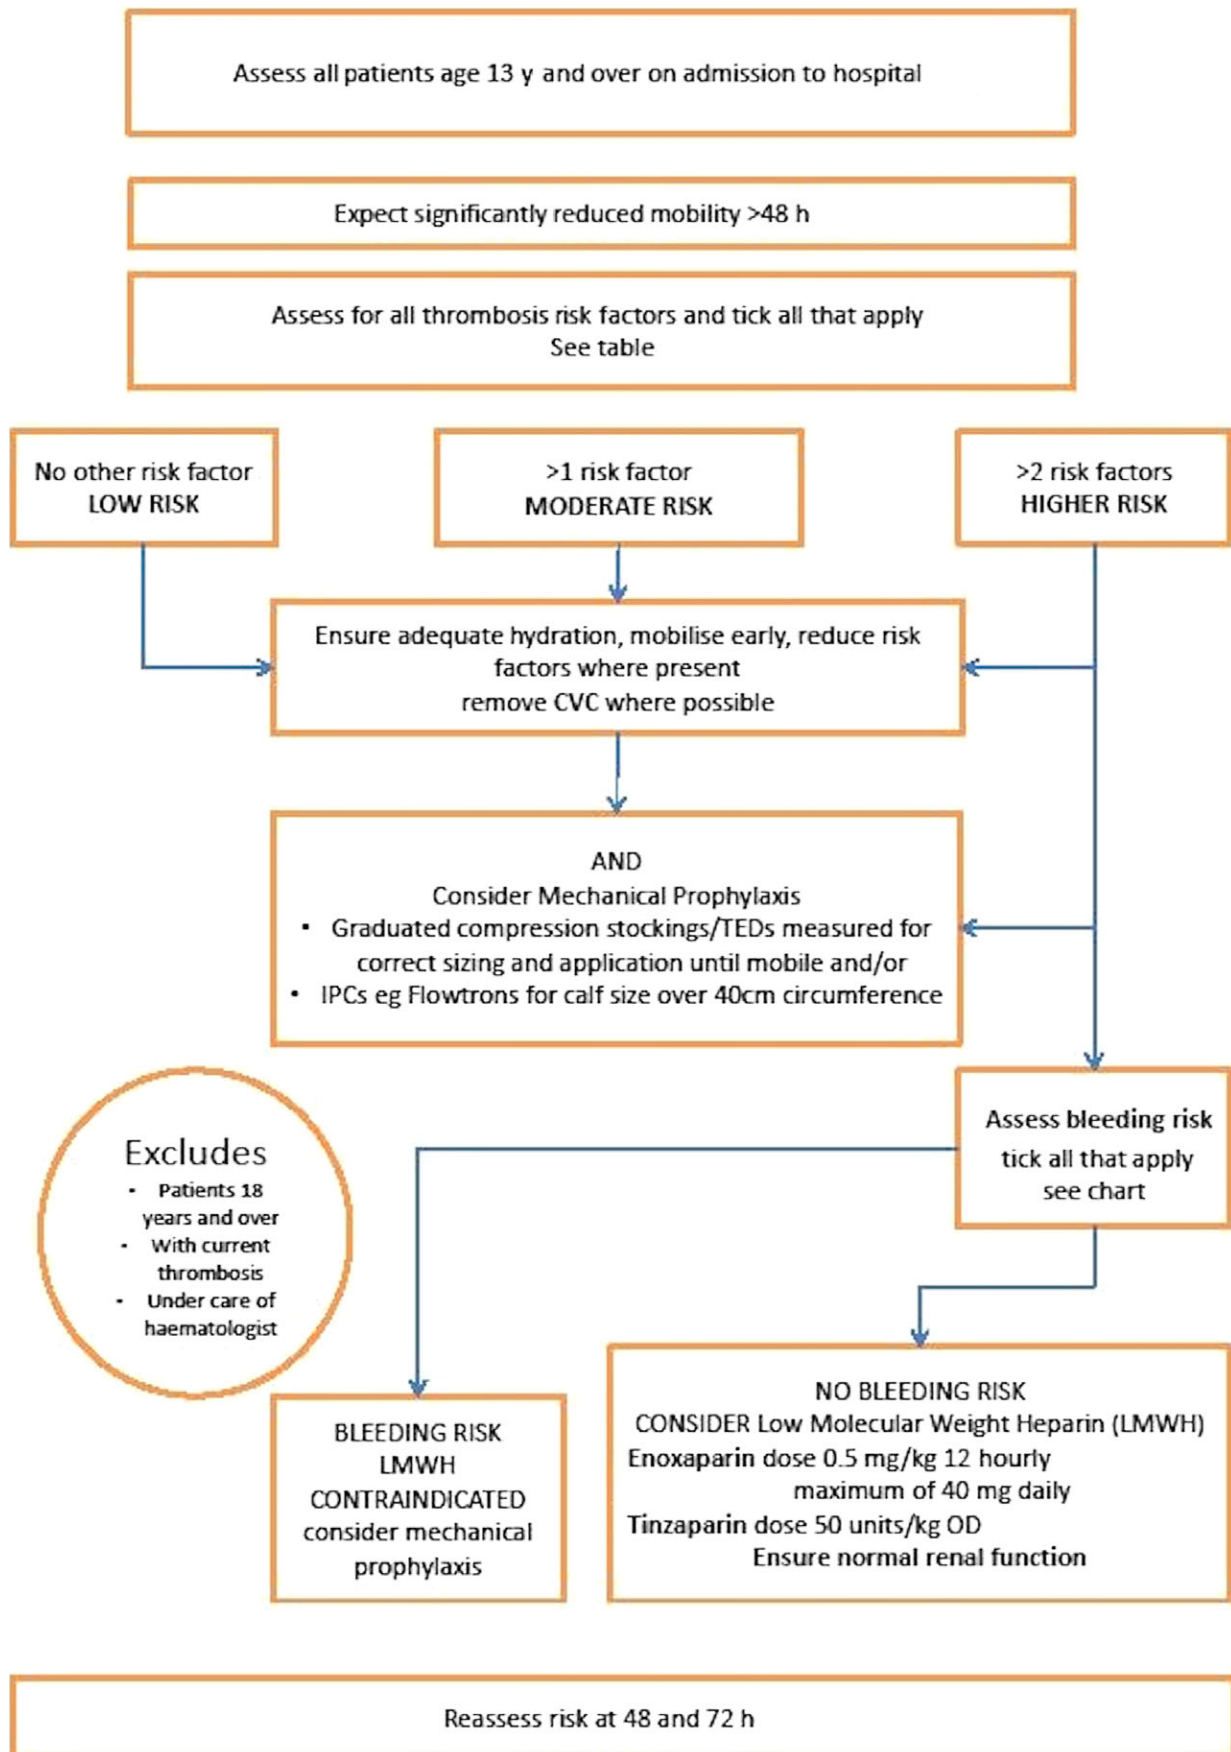 Assess all patients age 13 y and over on admission to hospital
Expect significantly reduced mobility >48 h
Assess for all thrombosis risk factors and tick all that apply
See table
No other risk factor
LOW RISK
>1 risk factor
MODERATE RISK
>2 risk factors
HIGHER RISK
Ensure adequate hydration, mobilise early, reduce risk
factors where present
remove CVC where possible
AND
Consider Mechanical Prophylaxis
• Graduated compression stockings/TEDs measured for
correct sizing and application until mobile and/or
• IPCs eg Flowtrons for calf size over 40cm circumference
Assess bleeding risk
tick all that apply
see chart
Excludes
• Patients 18
years and over
• With current
thrombosis
• Under care of
haematologist
BLEEDING RISK
LMWH
CONTRAINDICATED
consider mechanical
prophylaxis
NO BLEEDING RISK
CONSIDER Low Molecular Weight Heparin (LMWH)
Enoxaparin dose 0.5 mg/kg 12 hourly
maximum of 40 mg daily
Tinzaparin dose 50 units/kg OD
Ensure normal renal function
Reassess risk at 48 and 72 h